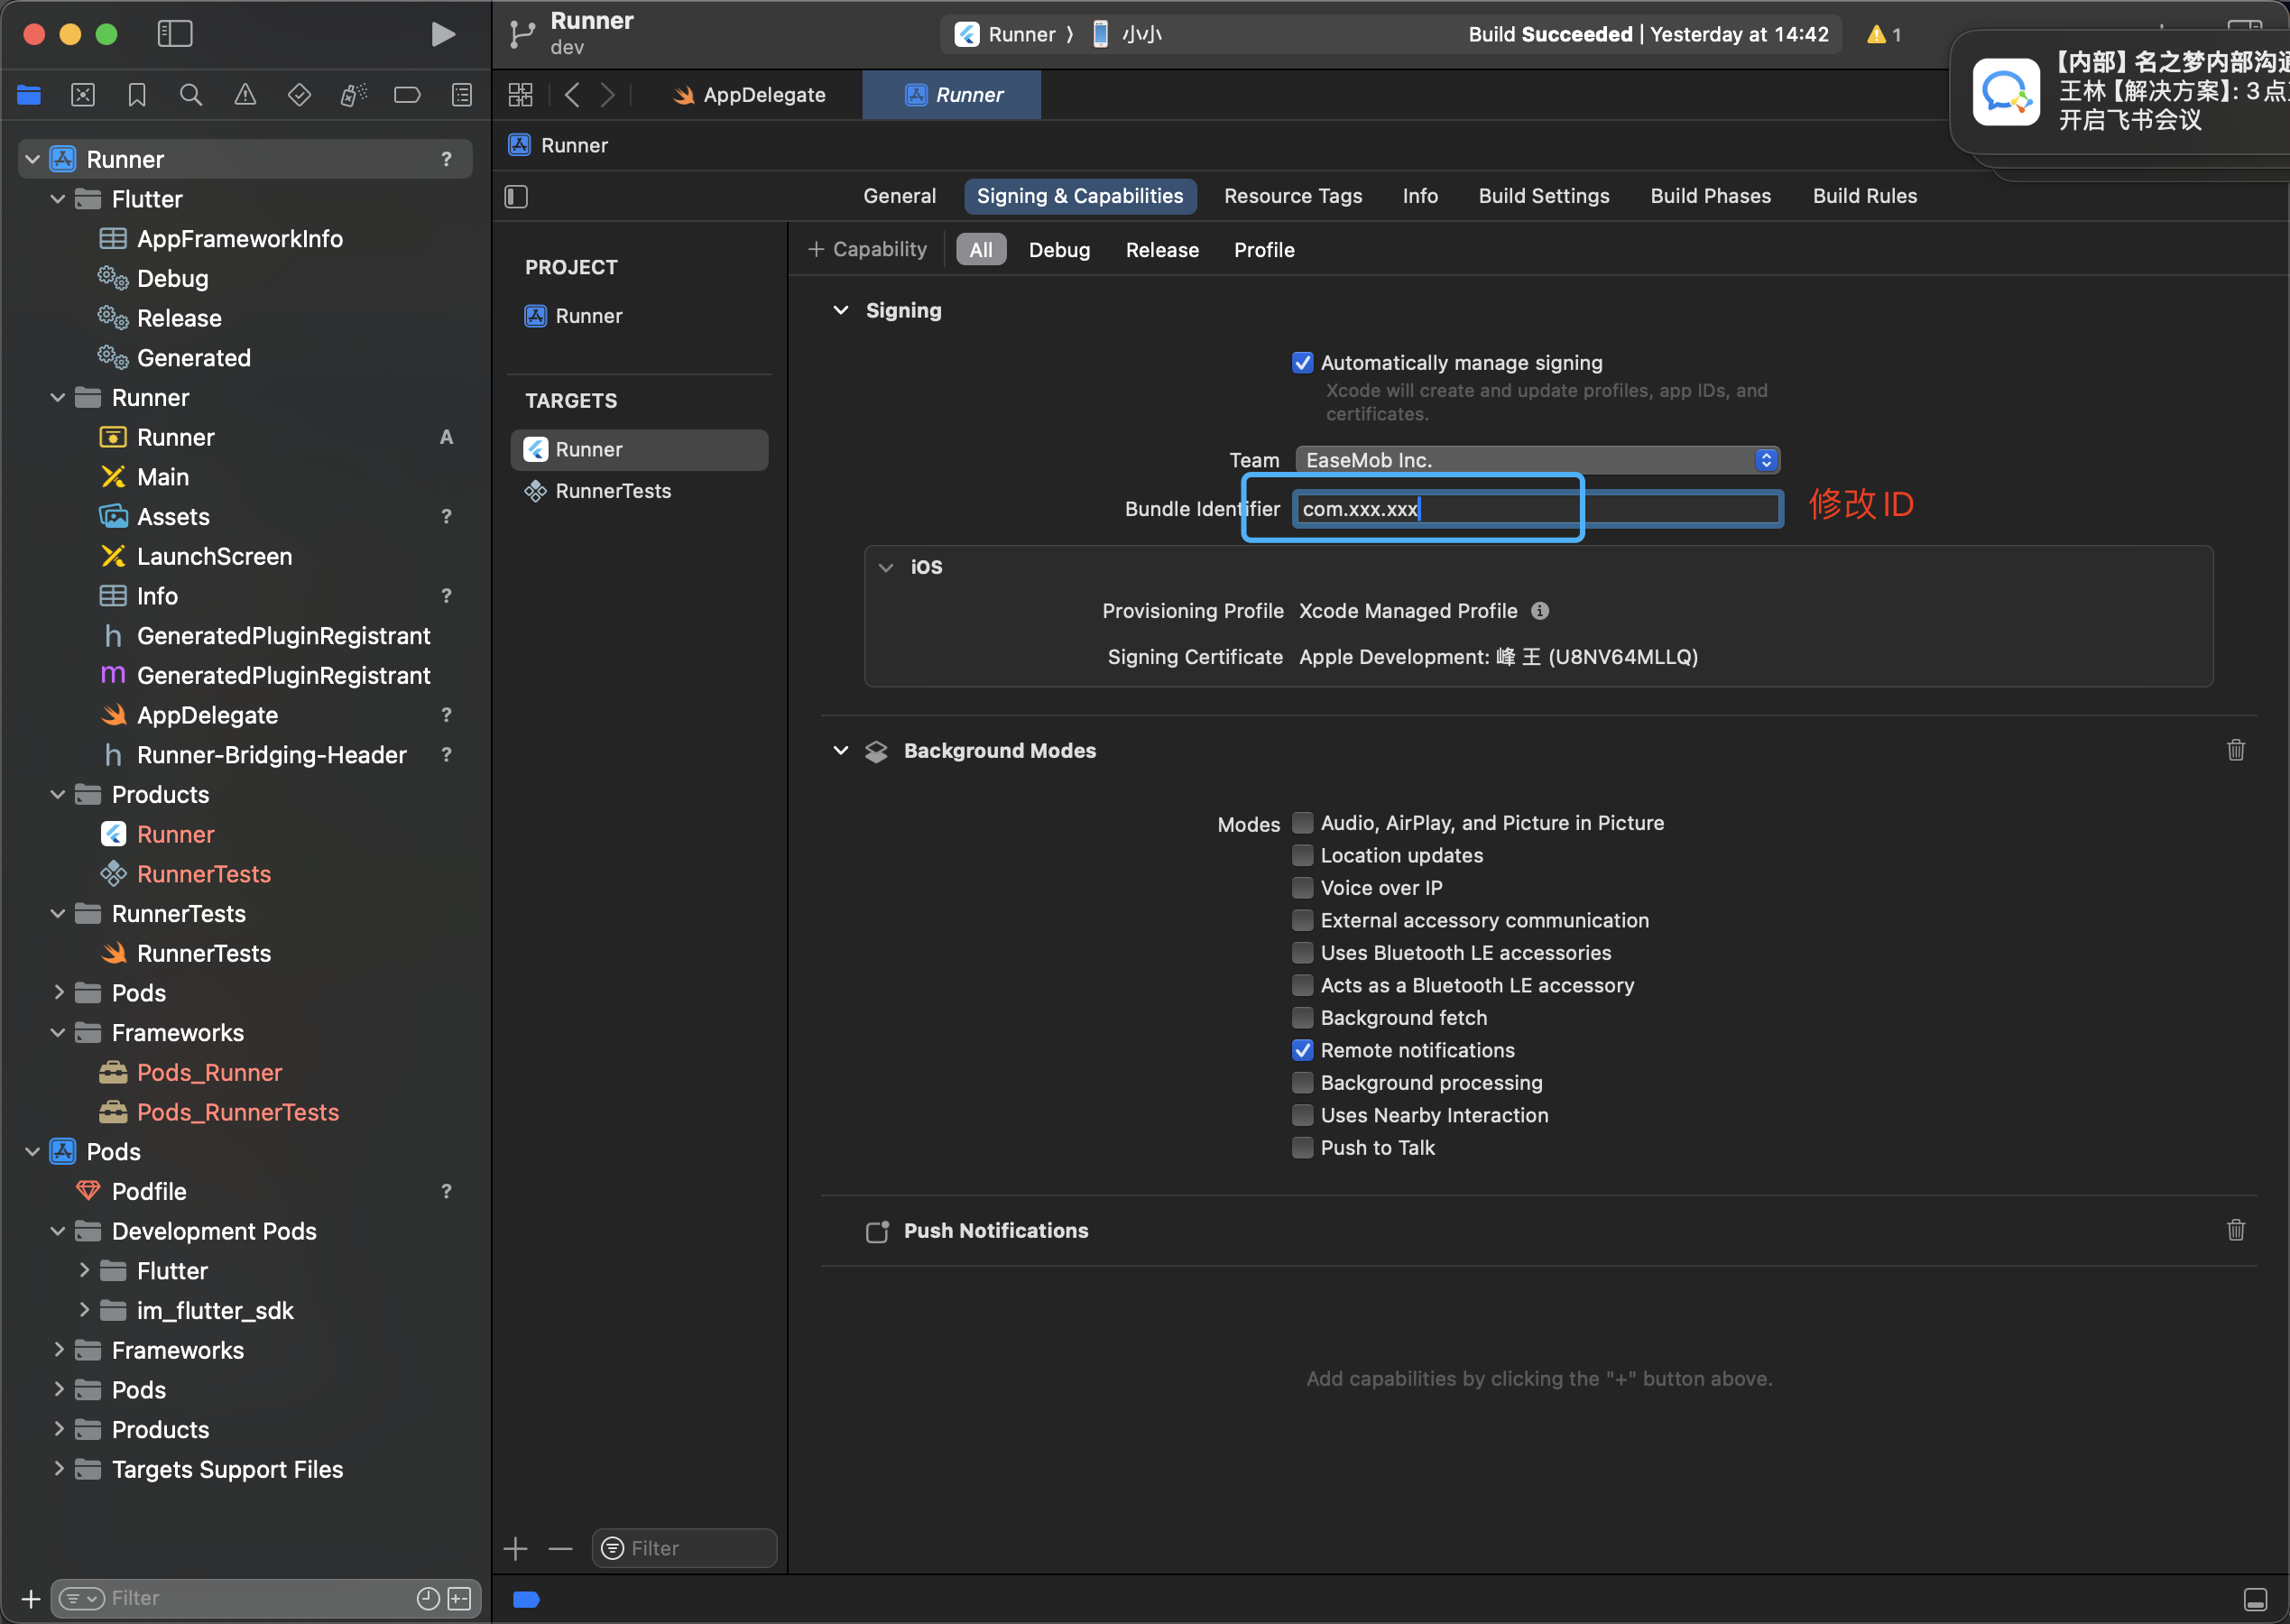 Runner
dev
Runner 〉 小小
Build Succeeded | Yesterday at 14:42
1
【内部】名之梦内部沟通
王林【解决方案】: 3点
开启飞书会议
AppDelegate
Runner
Runner
General
Signing & Capabilities
Resource Tags
Info
Build Settings
Build Phases
Build Rules
Runner ?
Flutter
AppFrameworkInfo
Debug
Release
Generated
Runner
Runner A
Main
Assets ?
LaunchScreen
Info ?
h GeneratedPluginRegistrant
m GeneratedPluginRegistrant
AppDelegate ?
h Runner-Bridging-Header ?
Products
Runner
RunnerTests
RunnerTests
RunnerTests
Pods
Frameworks
Pods_Runner
Pods_RunnerTests
Pods
Podfile ?
Development Pods
Flutter
im_flutter_sdk
Frameworks
Pods
Products
Targets Support Files
Filter
PROJECT
Runner
TARGETS
Runner
RunnerTests
Filter
+ Capability
All
Debug
Release
Profile
Signing
Automatically manage signing
Xcode will create and update profiles, app IDs, and
certificates.
Team EaseMob Inc.
Bundle Identifier com.xxx.xxx 修改 ID
iOS
Provisioning Profile Xcode Managed Profile
Signing Certificate Apple Development: 峰 王 (U8NV64MLLQ)
Background Modes
Modes Audio, AirPlay, and Picture in Picture
Location updates
Voice over IP
External accessory communication
Uses Bluetooth LE accessories
Acts as a Bluetooth LE accessory
Background fetch
Remote notifications
Background processing
Uses Nearby Interaction
Push to Talk
Push Notifications
Add capabilities by clicking the "+" button above.